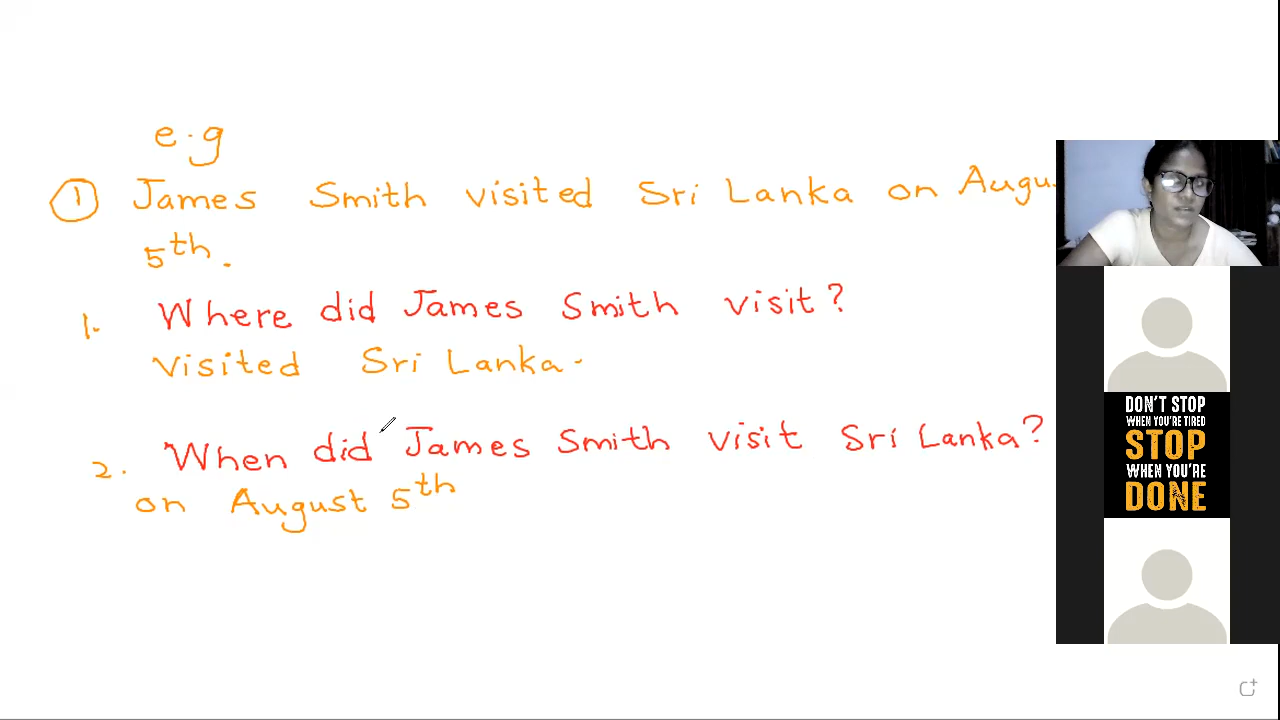 e.g
1 James Smith visited Sri Lanka on
5th.
1. Where did James Smith visit?
visited Sri Lanka.
2. When did James Smith visit Sri Lanka?
on August 5th
DON'T STOP
WHEN YOU'RE TIRED
STOP
WHEN YOU'RE
DONE